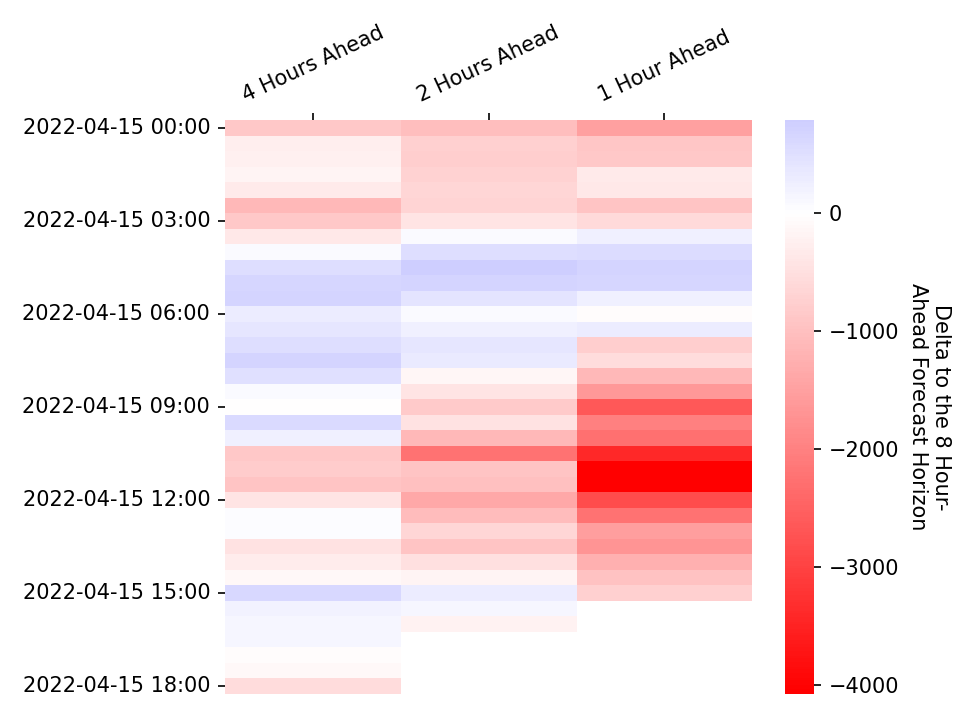 4 Hours Ahead
2 Hours Ahead
1 Hour Ahead
2022-04-15 00:00
2022-04-15 03:00
2022-04-15 06:00
2022-04-15 09:00
2022-04-15 12:00
2022-04-15 15:00
2022-04-15 18:00
0
−1000
−2000
−3000
−4000
Delta to the 8 Hour-
Ahead Forecast Horizon